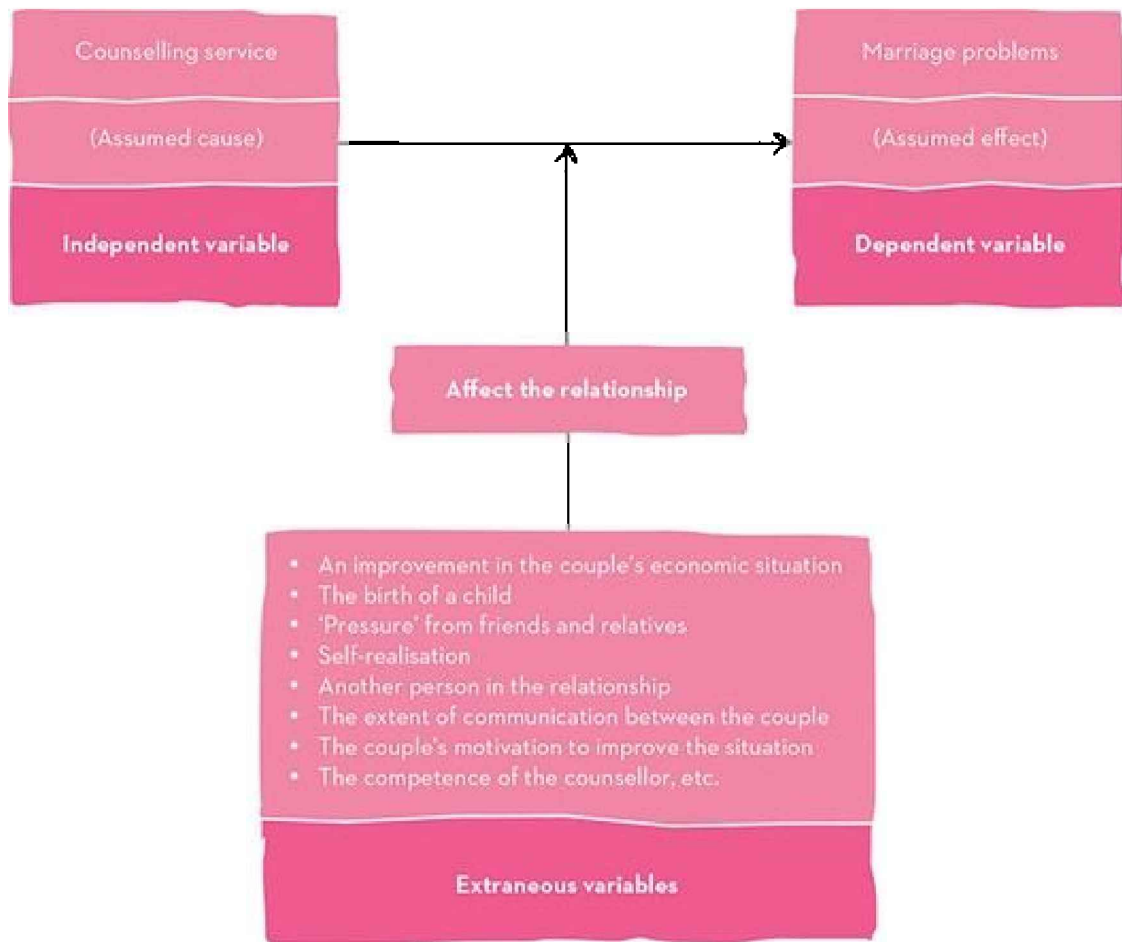 Counselling service
(Assumed cause)
Independent variable
Marriage problems
(Assumed effect)
Dependent variable
Affect the relationship
• An improvement in the couple's economic situation
• The birth of a child
• 'Pressure' from friends and relatives
• Self-realisation
• Another person in the relationship
• The extent of communication between the couple
• The couple's motivation to improve the situation
• The competence of the counsellor, etc.
Extraneous variables